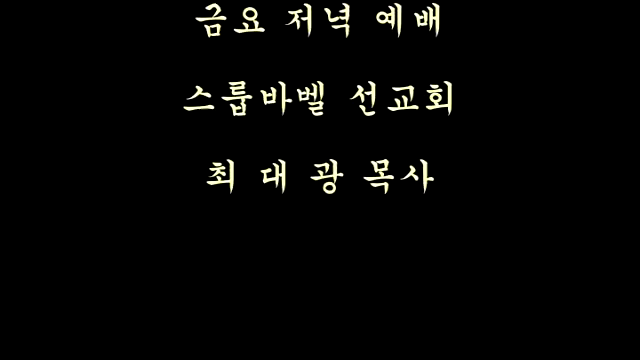 금요 저녁 예배
스룹바벨 선교회
최 대 광 목사